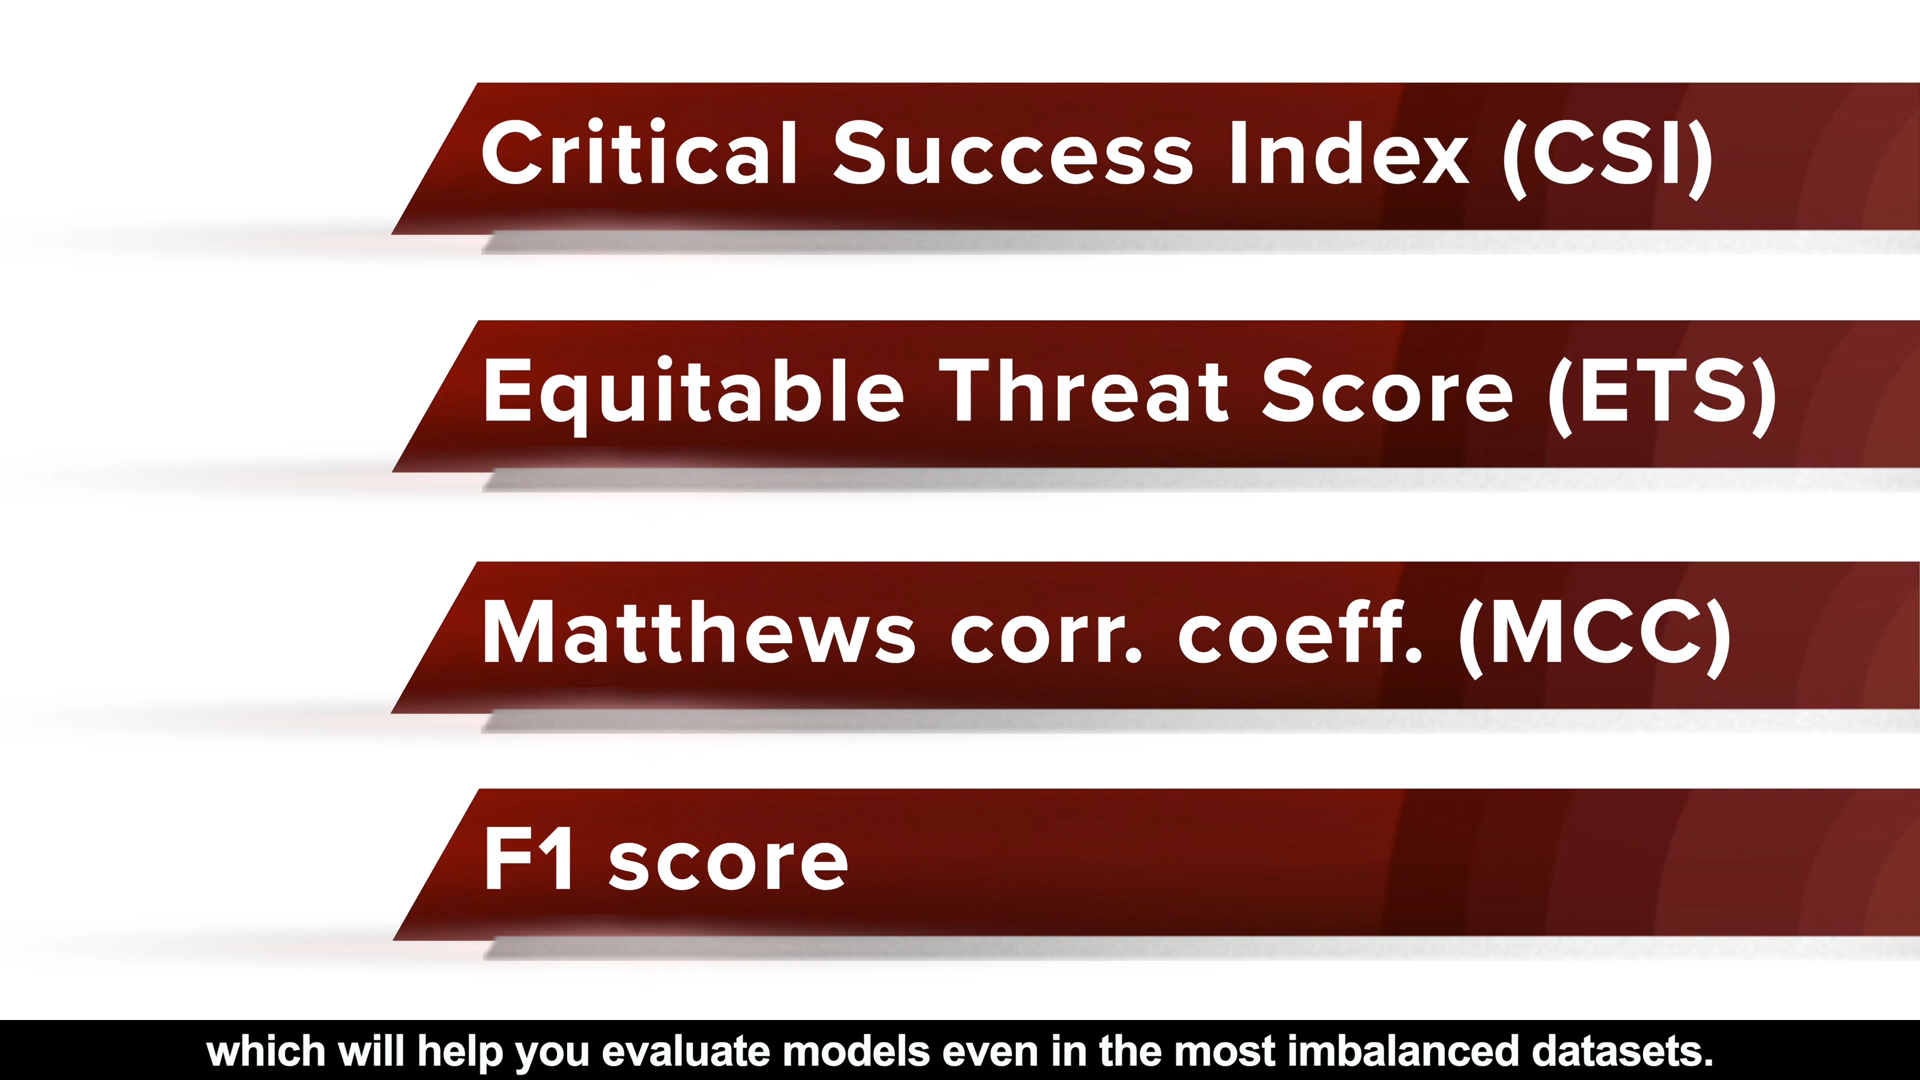 Critical Success Index (CSI)
Equitable Threat Score (ETS)
Matthews corr. coeff. (MCC)
F1 score
which will help you evaluate models even in the most imbalanced datasets.